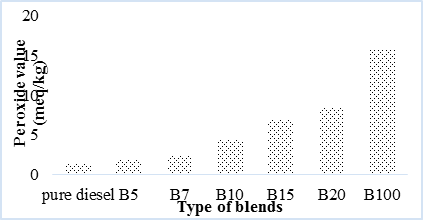 20
15
10
5
0
Peroxide value
(meq/kg)
pure diesel B5 B7 B10 B15 B20 B100
Type of blends